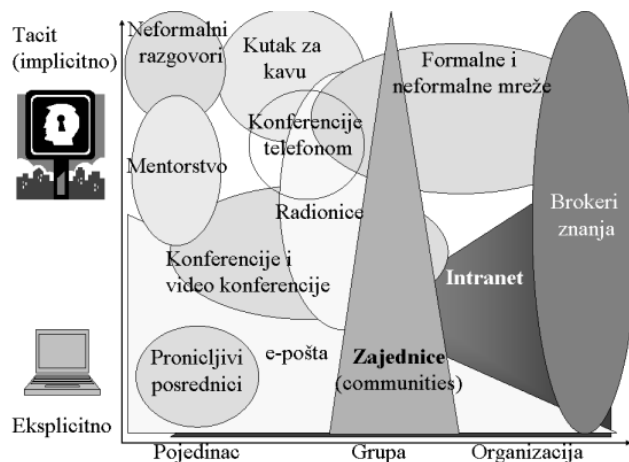 Tacit
(implicitno)
Neformalni
razgovori
Kutak za
kavu
Formalne i
neformalne mreže
Konferencije
telefonom
Mentorstvo
Radionice
Brokeri
znanja
Konferencije i
video konferencije
Intranet
Pronicljivi
posrednici
e-pošta
Zajednice
(communities)
Eksplicitno
Pojedinac
Grupa
Organizacija